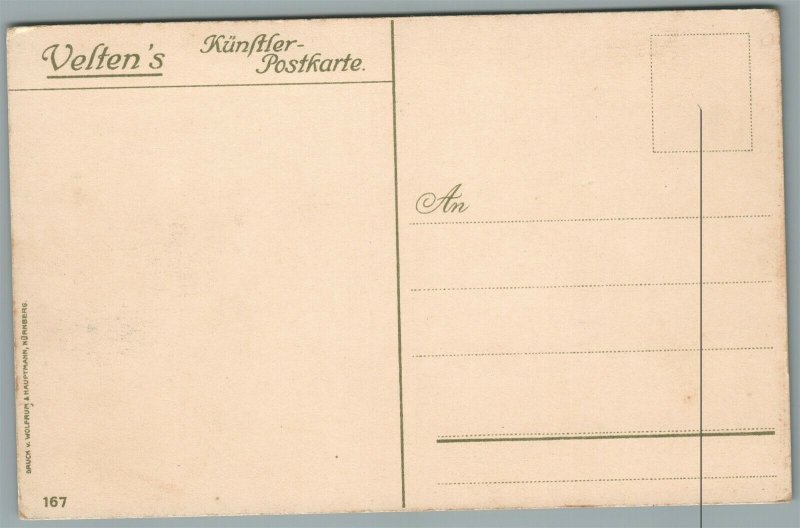 Velten's
Künstler-
Postkarte.
An
DRUCK v. WOLFRUM & HAUPTMANN, NÜRNBERG.
167